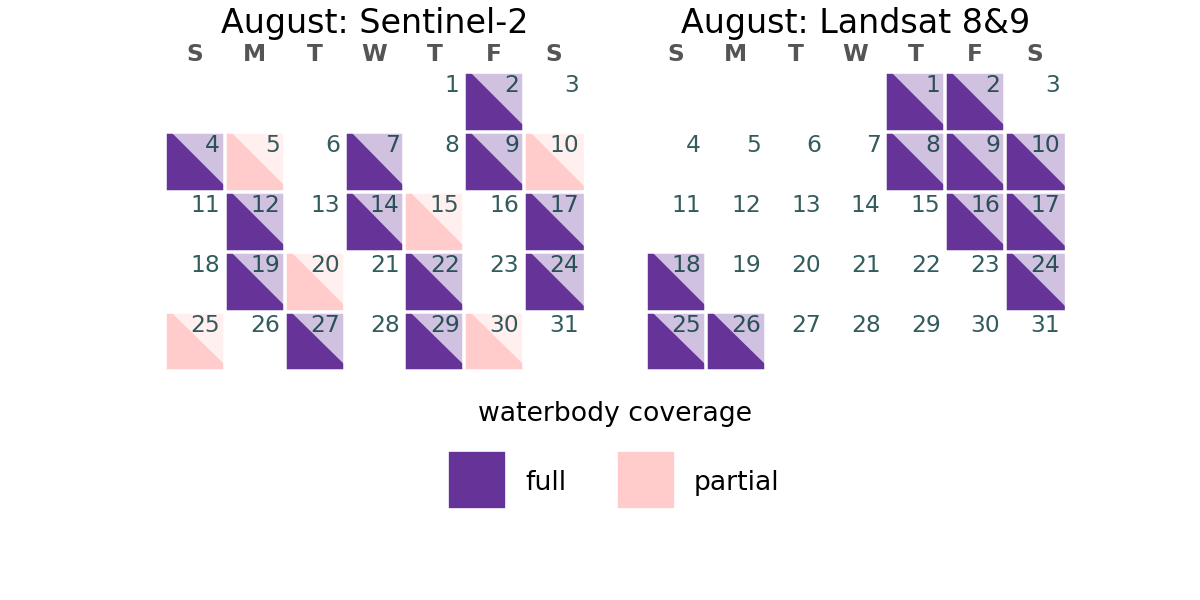 August: Sentinel-2
S M T W T F S
1 2 3
4 5 6 7 8 9 10
11 12 13 14 15 16 17
18 19 20 21 22 23 24
25 26 27 28 29 30 31
August: Landsat 8&9
S M T W T F S
1 2 3
4 5 6 7 8 9 10
11 12 13 14 15 16 17
18 19 20 21 22 23 24
25 26 27 28 29 30 31
waterbody coverage
full partial